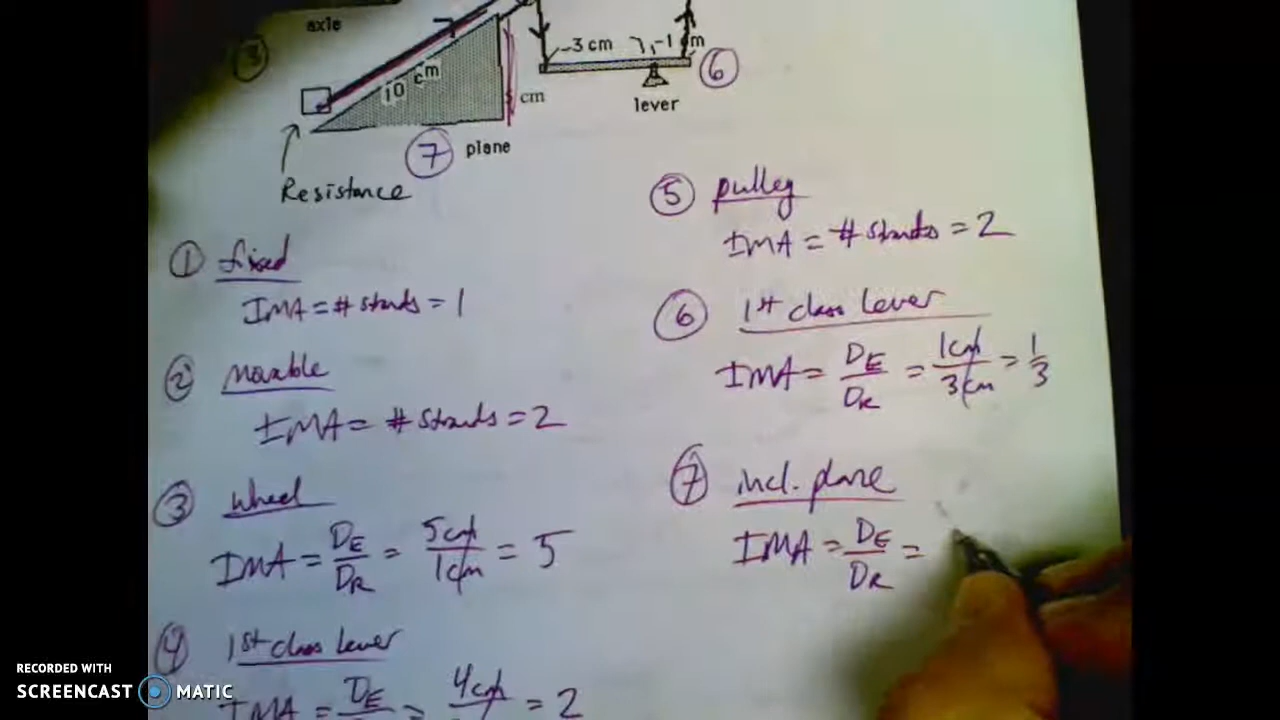 axle
3
10 cm
cm
7 plane
Resistance
-3 cm
-1 cm
6
lever
1 fixed
IMA = # strands = 1
2 movable
IMA = # strands = 2
3 wheel
IMA = DE/DR = 5cm/1cm = 5
4 1st class lever
IMA = DE = 4cm = 2
5 pulley
IMA = # strands = 2
6 1st class lever
IMA = DE/DR = 1cm/3cm = 1/3
7 incl. plane
IMA = DE/DR =
RECORDED WITH
SCREENCAST MATIC